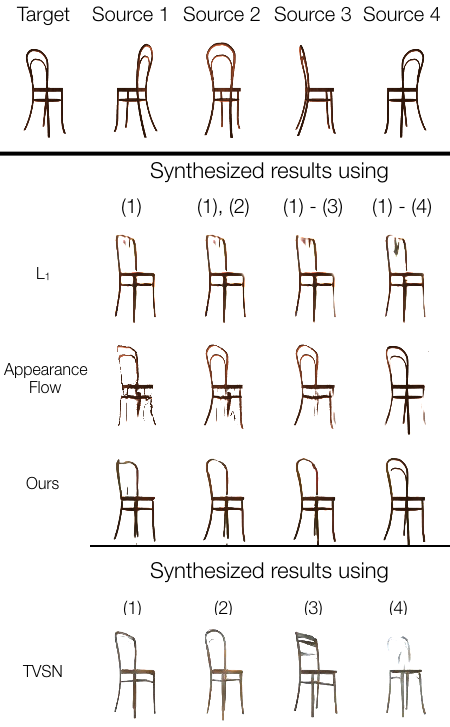 Target Source 1 Source 2 Source 3 Source 4
Synthesized results using
(1) (1), (2) (1) - (3) (1) - (4)
L₁
Appearance
Flow
Ours
Synthesized results using
(1) (2) (3) (4)
TVSN